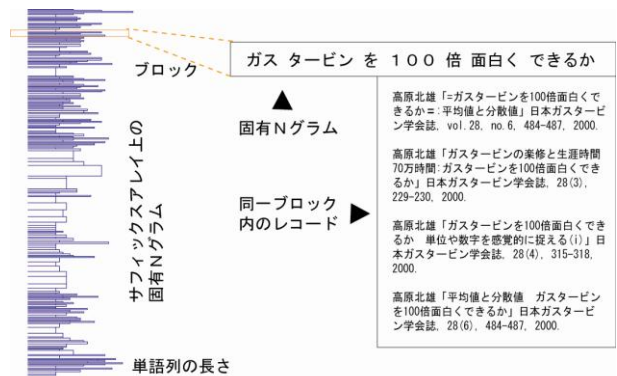 ブロック
ガス タービン を １００ 倍 面白く できるか
固有Ｎグラム
サフィックスアレイ上の
固有Ｎグラム
同一ブロック
内のレコード
単語列の長さ
高原北雄「=ガスタービンを100倍面白くで
きるか=:平均値と分散値」日本ガスタービ
ン学会誌, vol.28, no.6, 484-487, 2000.
高原北雄「ガスタービンの楽修と生涯時間
70万時間:ガスタービンを100倍面白くでき
るか」日本ガスタービン学会誌, 28(3),
229-230, 2000.
高原北雄「ガスタービンを100倍面白くでき
るか　単位や数字を感覚的に捉える(i)」日
本ガスタービン学会誌, 28(4), 315-318,
2000.
高原北雄「平均値と分散値　ガスタービン
を100倍面白くできるか」日本ガスタービ
ン学会誌, 28(6), 484-487, 2000.